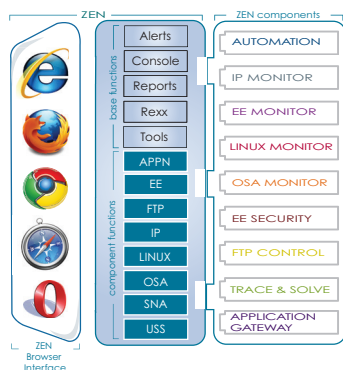 ZEN
ZEN components
base functions
Alerts
Console
Reports
Rexx
Tools
component functions
APPN
EE
FTP
IP
LINUX
OSA
SNA
USS
AUTOMATION
IP MONITOR
EE MONITOR
LINUX MONITOR
OSA MONITOR
EE SECURITY
FTP CONTROL
TRACE & SOLVE
APPLICATION
GATEWAY
ZEN
Browser
Interface